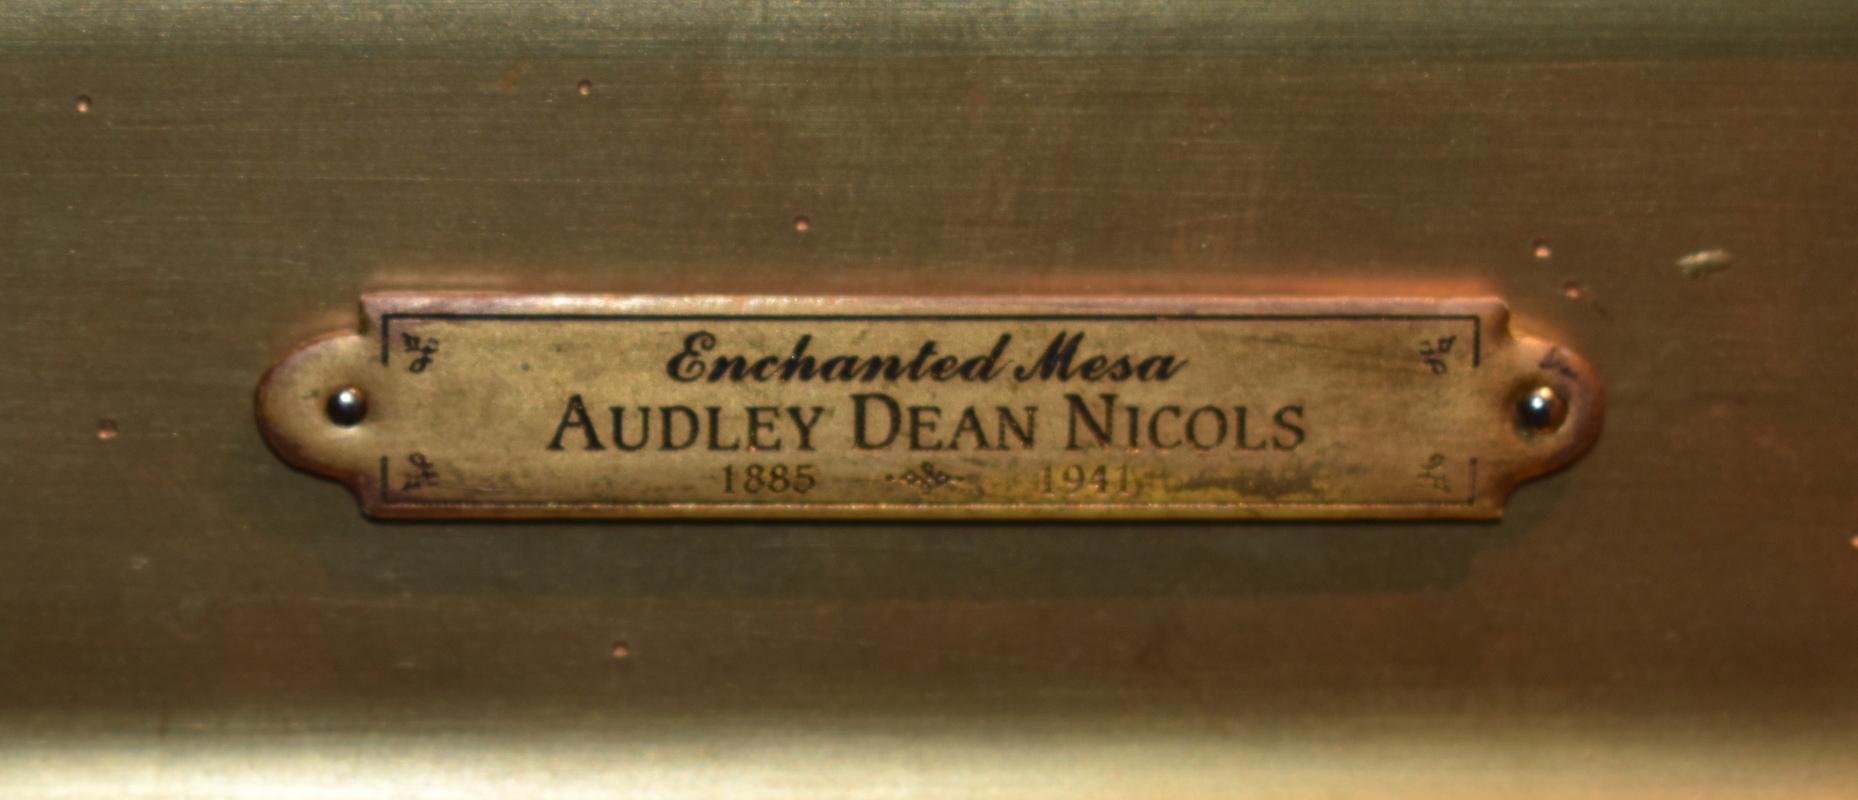 Enchanted Mesa
AUDLEY DEAN NICOLS
1885 1941